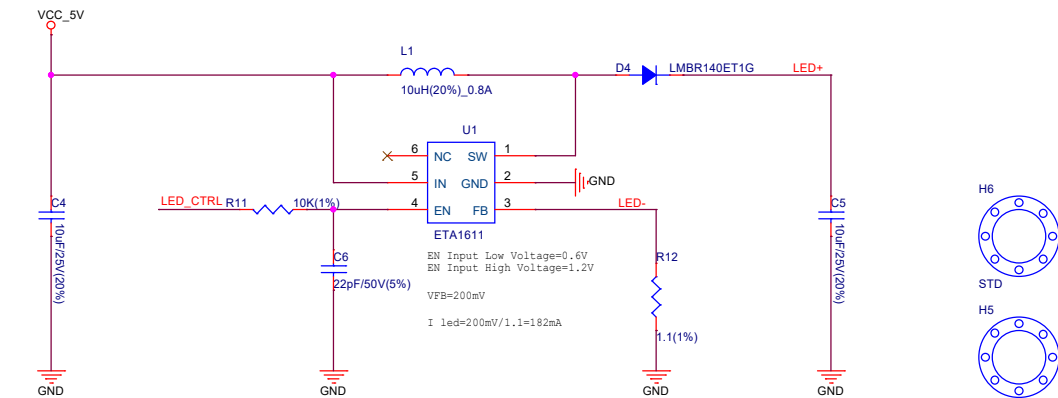 VCC_5V
L1
10uH(20%)_0.8A
D4
LMBR140ET1G
LED+
U1
6
NC
SW
1
5
IN
GND
2
GND
4
EN
FB
3
ETA1611
LED_CTRL
R11
10K(1%)
LED-
C4
10uF/25V(20%)
C6
22pF/50V(5%)
EN Input Low Voltage=0.6V
EN Input High Voltage=1.2V
VFB=200mV
I led=200mV/1.1=182mA
R12
1.1(1%)
C5
10uF/25V(20%)
H6
STD
H5
GND
GND
GND
GND